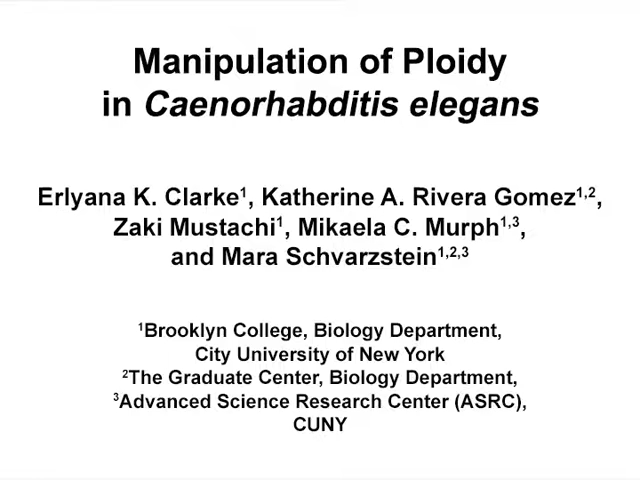 Manipulation of Ploidy
in Caenorhabditis elegans
Erlyana K. Clarke¹, Katherine A. Rivera Gomez¹,²,
Zaki Mustachi¹, Mikaela C. Murph¹,³,
and Mara Schvarzstein¹,²,³
¹Brooklyn College, Biology Department,
City University of New York
²The Graduate Center, Biology Department,
³Advanced Science Research Center (ASRC),
CUNY